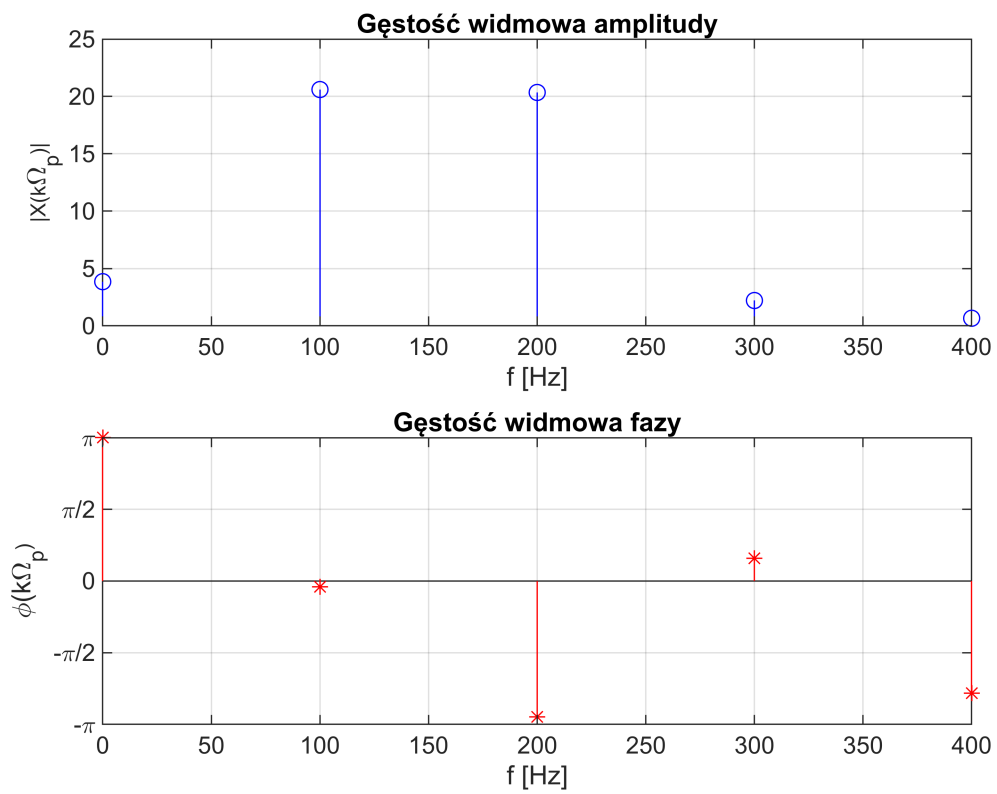 Gęstość widmowa amplitudy
|X(kΩp)|
25
20
15
10
5
0
0 50 100 150 200 250 300 350 400
f [Hz]
Gęstość widmowa fazy
ϕ(kΩp)
π
π/2
0
-π/2
-π
0 50 100 150 200 250 300 350 400
f [Hz]